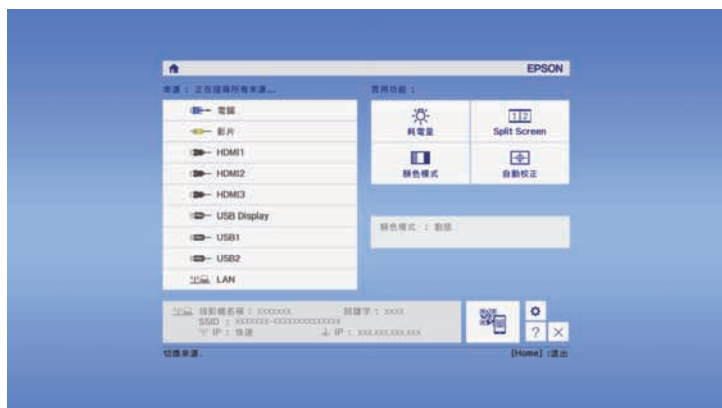 EPSON
來源：正在搜尋所有來源...
常用功能：
電腦
影片
HDMI1
HDMI2
HDMI3
USB Display
USB1
USB2
LAN
耗電量
Split Screen
顏色模式
自動校正
顏色模式 : 動態
投影機名稱 : XXXXXXX
關鍵字 : XXXX
SSID :
IP : 快速
IP : XXX.XXX.XXX.XXX
切換來源.
[Home] :退出